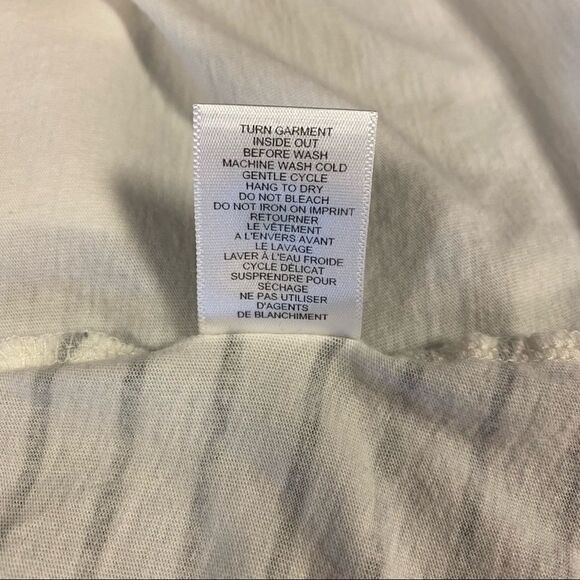 TURN GARMENT
INSIDE OUT
BEFORE WASH
MACHINE WASH COLD
GENTLE CYCLE
HANG TO DRY
DO NOT BLEACH
DO NOT IRON ON IMPRINT
RETOURNER
LE VÊTEMENT
A L'ENVERS AVANT
LE LAVAGE
LAVER À L'EAU FROIDE
CYCLE DÉLICAT
SUSPRENDRE POUR
SÉCHAGE
NE PAS UTILISER
D'AGENTS
DE BLANCHIMENT